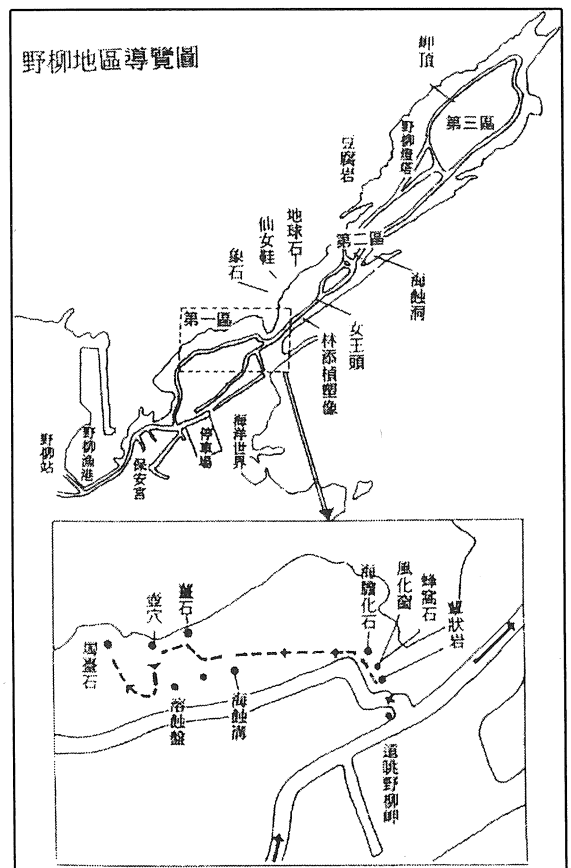 野柳地區導覽圖
岬頂
第三區
野柳燈塔
豆腐岩
地球石
仙女鞋
象石
第二區
海蝕洞
第一區
女王頭
林添楨塑像
海洋世界
停車場
保安宮
野柳漁港
野柳站
蜂窩石
風化窗
蕈狀岩
海膽化石
薑石
壺穴
燭臺石
溶蝕盤
海蝕溝
遠眺野柳岬